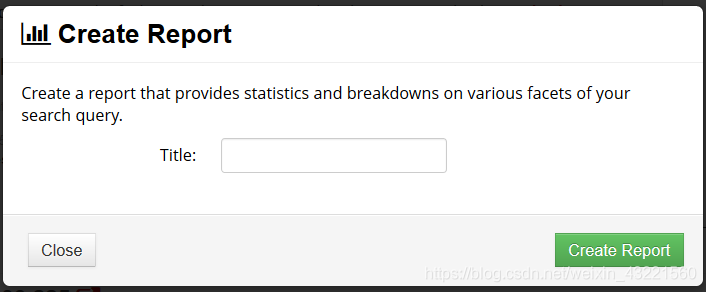 Create Report
Create a report that provides statistics and breakdowns on various facets of your
search query.
Title:
Close
Create Report
https://blog.csdn.net/weixin_43221560